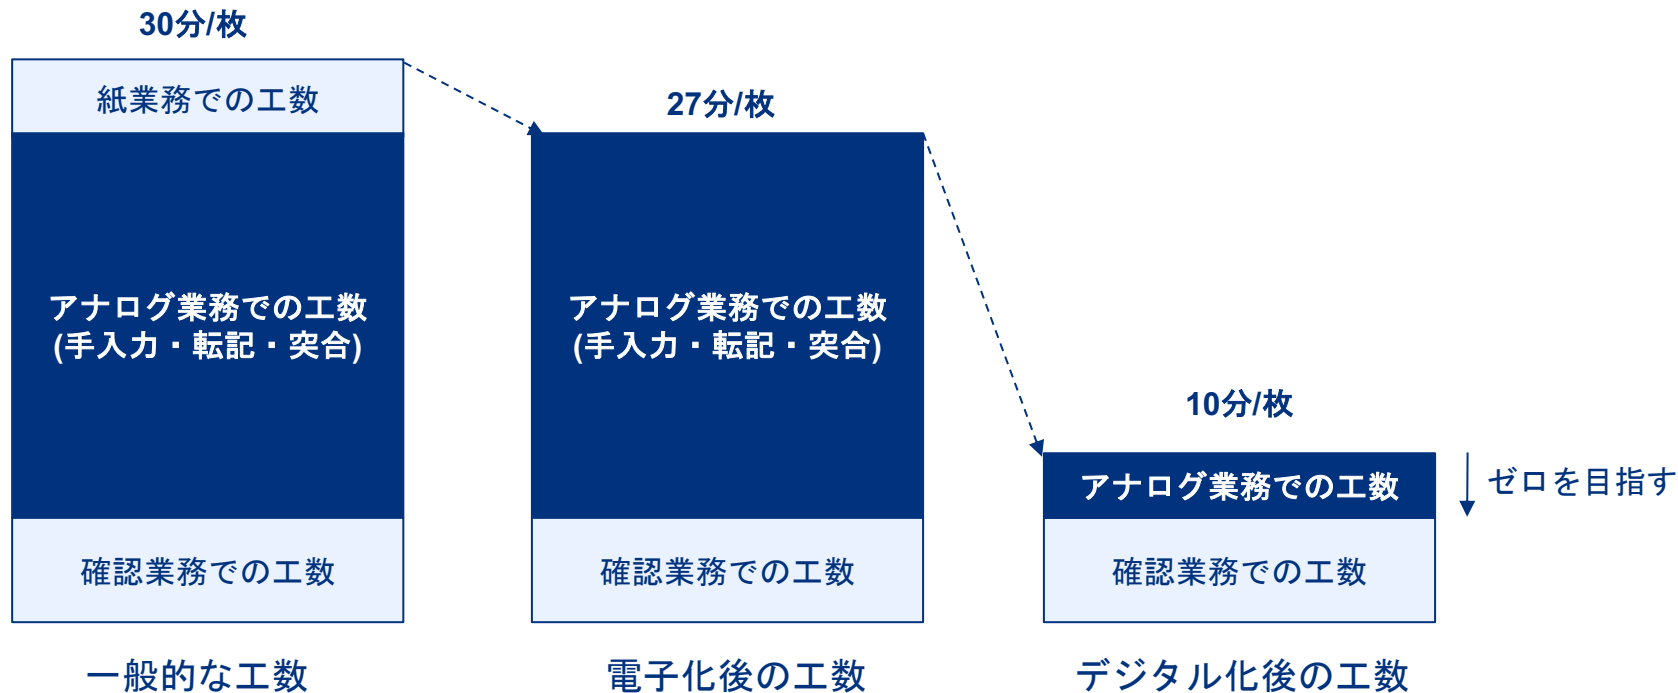 30分/枚
紙業務での工数
アナログ業務での工数
(手入力・転記・突合)
確認業務での工数
一般的な工数
27分/枚
アナログ業務での工数
(手入力・転記・突合)
確認業務での工数
電子化後の工数
10分/枚
アナログ業務での工数
確認業務での工数
デジタル化後の工数
ゼロを目指す